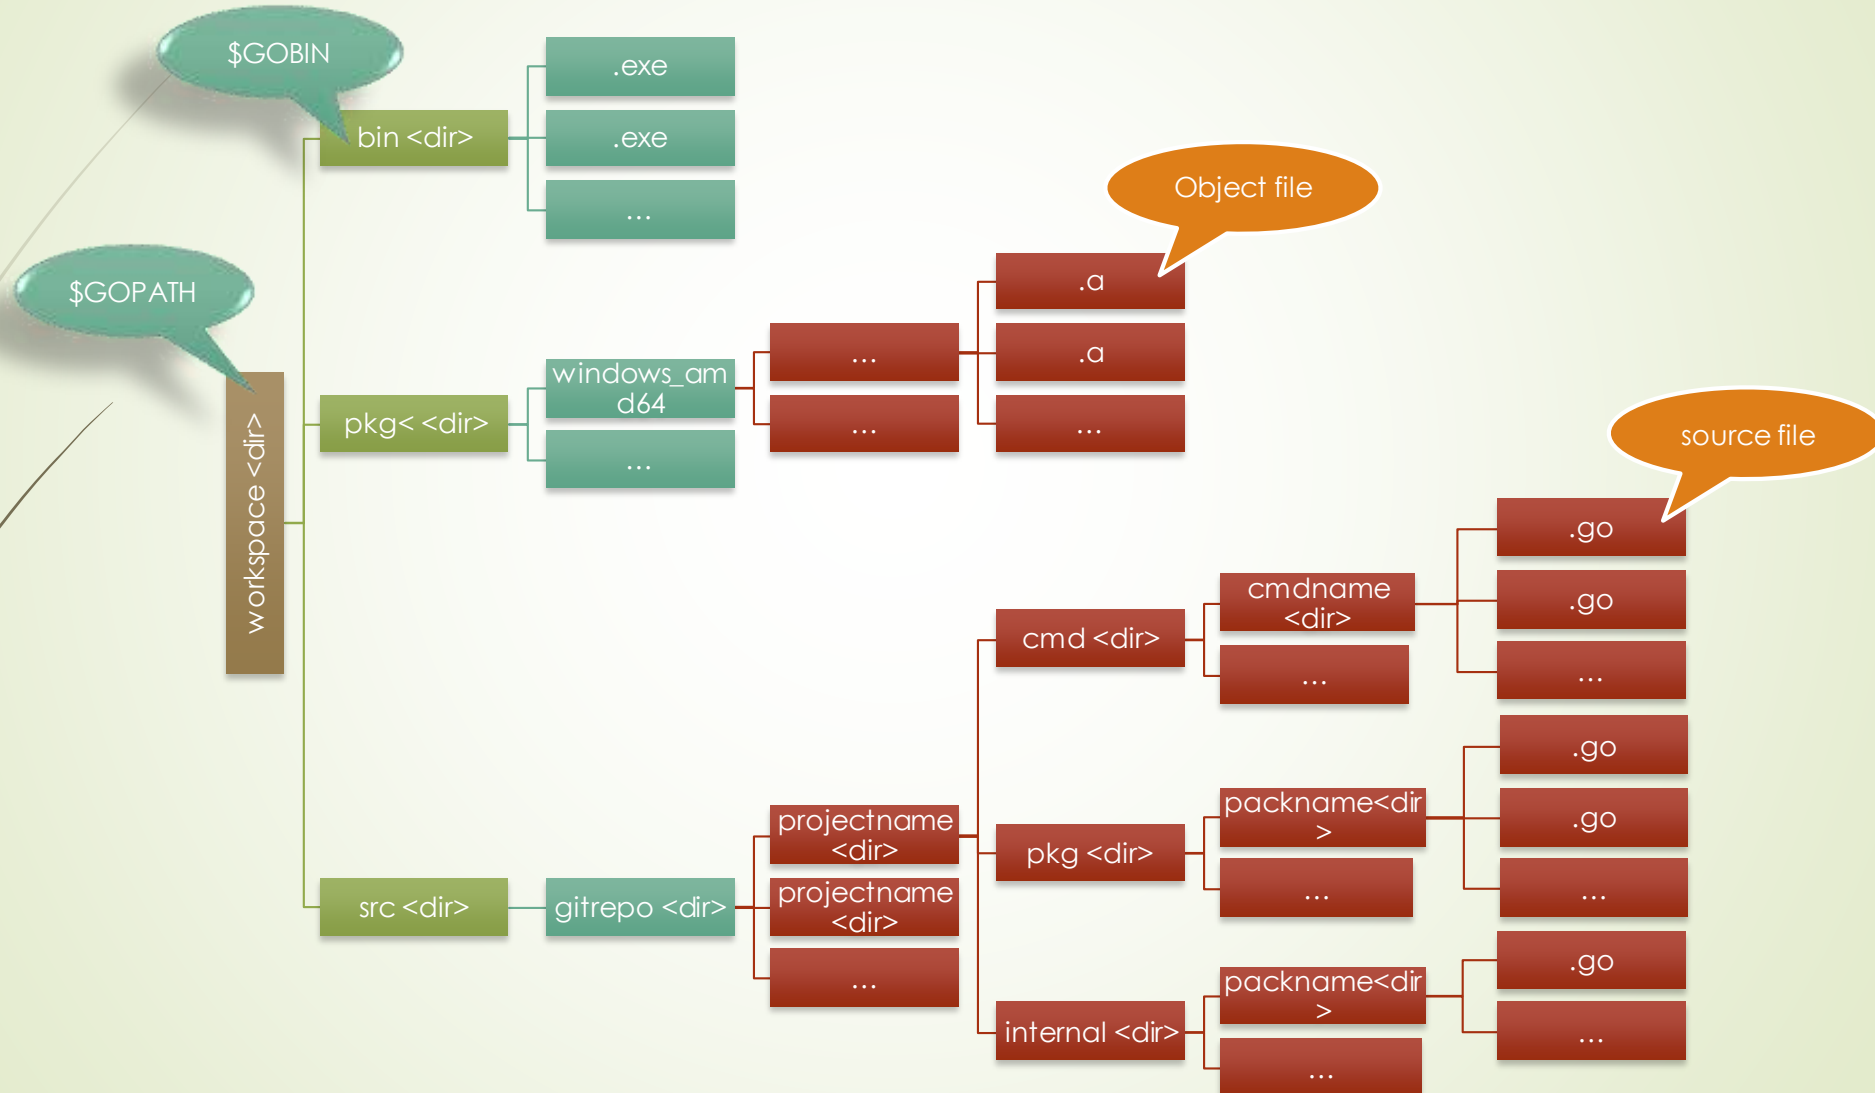 $GOBIN
.exe
bin <dir>
.exe
...
Object file
$GOPATH
.a
workspace <dir>
pkg< <dir>
windows_am
d64
...
...
...
.a
...
source file
.go
cmd <dir>
cmdname
<dir>
.go
...
...
projectname
<dir>
pkg <dir>
packname<dir
>
.go
.go
...
...
src <dir>
gitrepo <dir>
projectname
<dir>
...
internal <dir>
packname<dir
>
.go
...
...